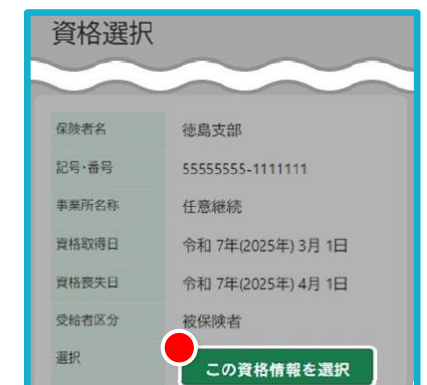 資格選択
保険者名 徳島支部
記号・番号 55555555-1111111
事業所名称 任意継続
資格取得日 令和 7年(2025年) 3月 1日
資格喪失日 令和 7年(2025年) 4月 1日
受給者区分 被保険者
選択 この資格情報を選択